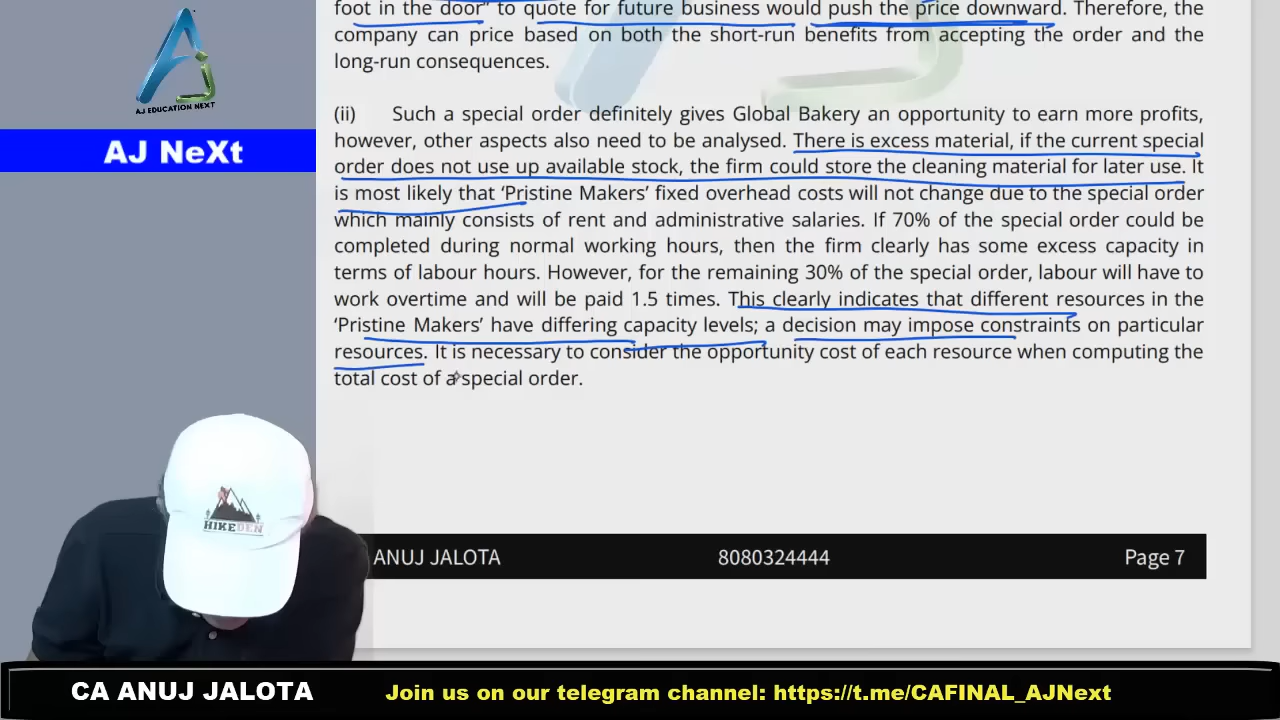 foot in the door" to quote for future business would push the price downward. Therefore, the
company can price based on both the short-run benefits from accepting the order and the
long-run consequences.
(ii) Such a special order definitely gives Global Bakery an opportunity to earn more profits,
however, other aspects also need to be analysed. There is excess material, if the current special
order does not use up available stock, the firm could store the cleaning material for later use. It
is most likely that ‘Pristine Makers’ fixed overhead costs will not change due to the special order
which mainly consists of rent and administrative salaries. If 70% of the special order could be
completed during normal working hours, then the firm clearly has some excess capacity in
terms of labour hours. However, for the remaining 30% of the special order, labour will have to
work overtime and will be paid 1.5 times. This clearly indicates that different resources in the
‘Pristine Makers’ have differing capacity levels; a decision may impose constraints on particular
resources. It is necessary to consider the opportunity cost of each resource when computing the
total cost of a special order.
AJ EDUCATION NEXT
AJ NeXt
HIKEDEN
ANUJ JALOTA 8080324444 Page 7
CA ANUJ JALOTA Join us on our telegram channel: https://t.me/CAFINAL_AJNext